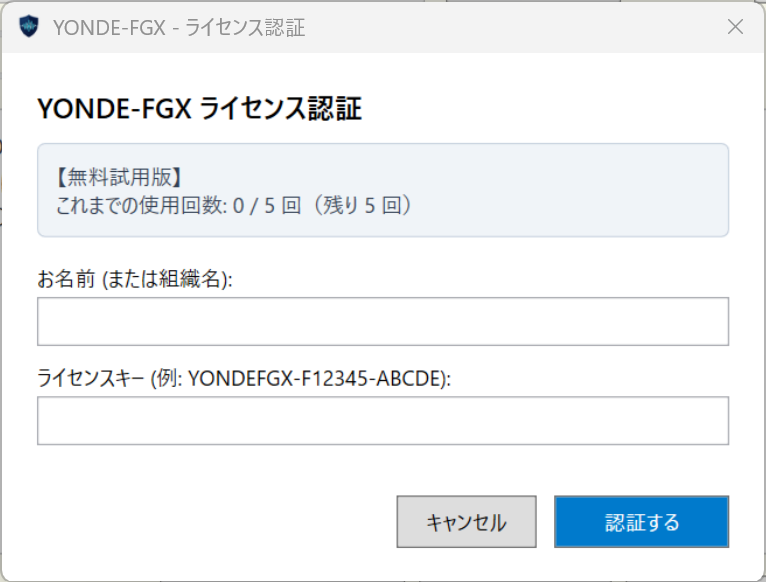 YONDE-FGX - ライセンス認証
YONDE-FGX ライセンス認証
【無料試用版】
これまでの使用回数: 0 / 5 回（残り 5 回）
お名前 (または組織名):
ライセンスキー (例: YONDEFGX-F12345-ABCDE):
キャンセル
認証する